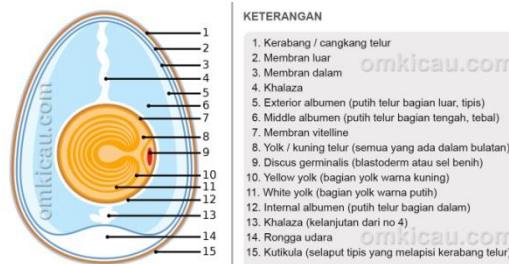 1
2
3
4
5
6
7
8
9
10
11
12
13
14
15
omkicau.com
KETERANGAN
1. Kerabang / cangkang telur
2. Membran luar
3. Membran dalam
4. Khalaza
5. Exterior albumen (putih telur bagian luar, tipis)
6. Middle albumen (putih telur bagian tengah, tebal)
7. Membran vitelline
8. Yolk / kuning telur (semua yang ada dalam bulatan)
9. Discus germinalis (blastoderm atau sel benih)
10. Yellow yolk (bagian yolk warna kuning)
11. White yolk (bagian yolk warna putih)
12. Internal albumen (putih telur bagian dalam)
13. Khalaza (kelanjutan dari no 4)
14. Rongga udara
15. Kutikula (selaput tipis yang melapisi kerabang telur)
omkicau.com
omkicau.com